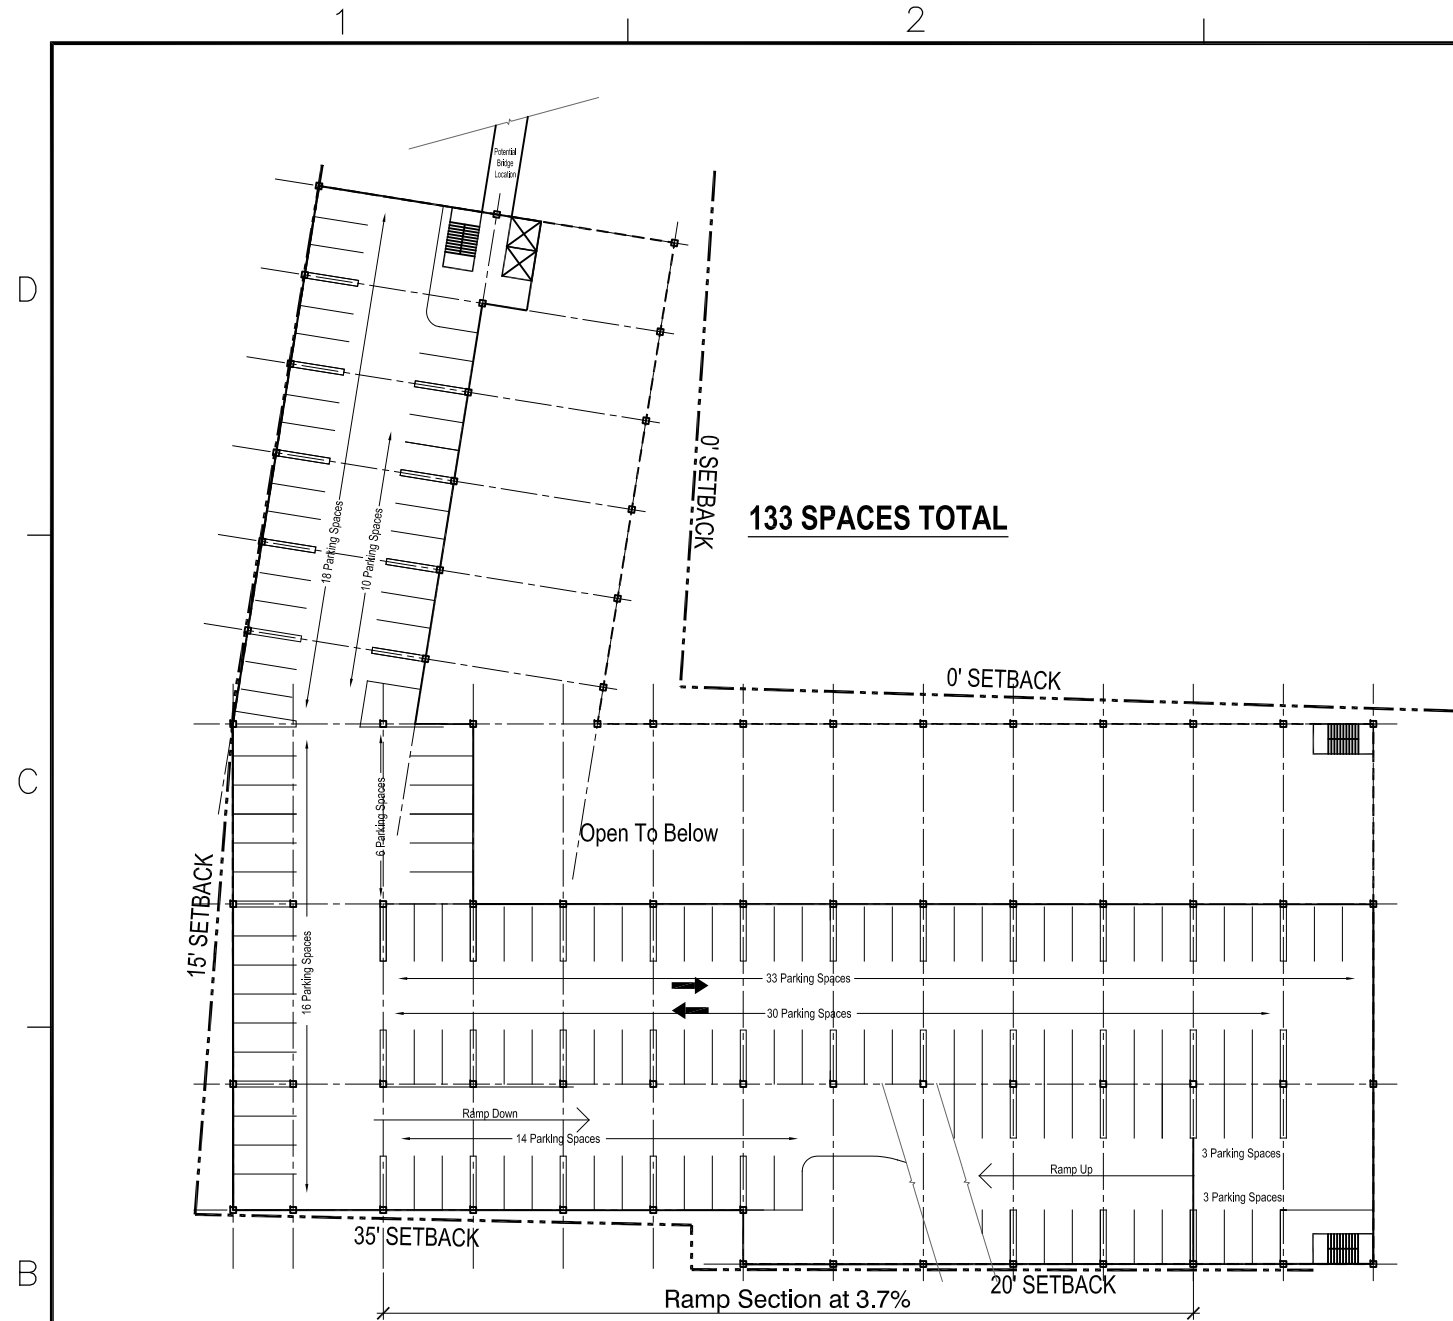 1
2
Potential
Bridge
Location
D
0' SETBACK
133 SPACES TOTAL
18 Parking Spaces
10 Parking Spaces
0' SETBACK
C
6 Parking Spaces
Open To Below
15' SETBACK
16 Parking Spaces
33 Parking Spaces
30 Parking Spaces
Ramp Down
14 Parking Spaces
3 Parking Spaces
Ramp Up
3 Parking Spaces
35' SETBACK
B
20' SETBACK
Ramp Section at 3.7%